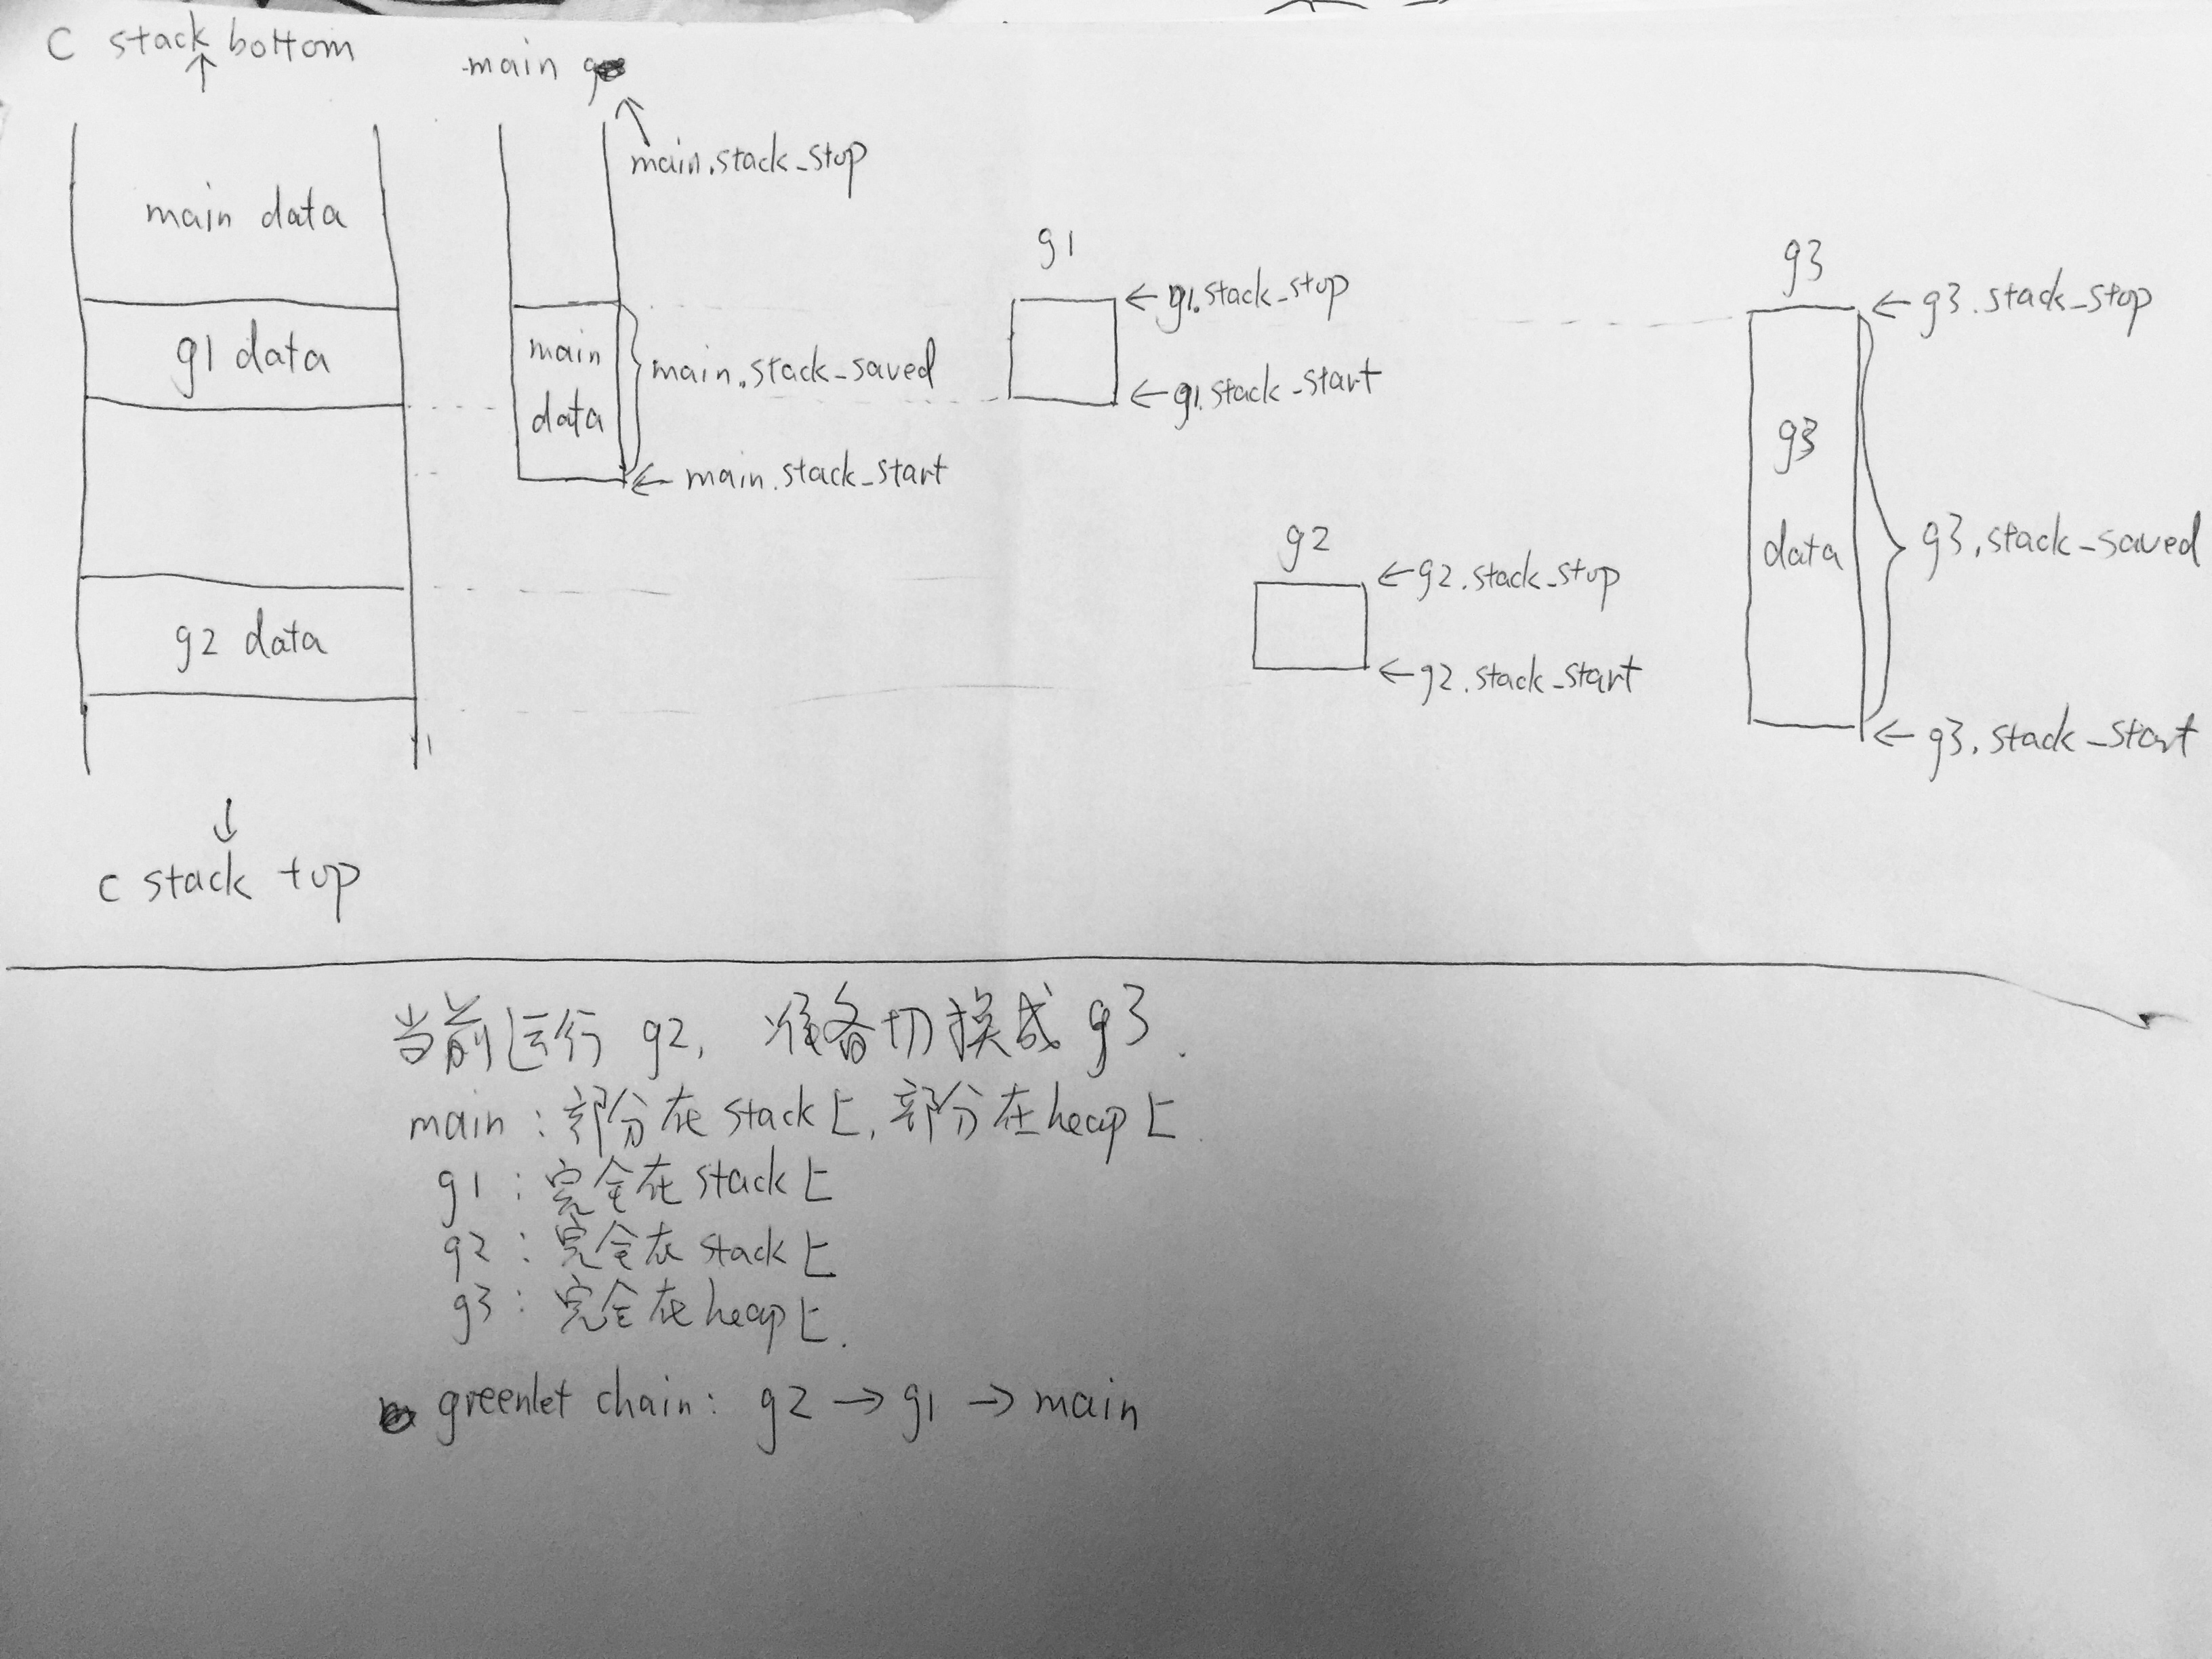 C stack bottom
main g
main.stack_stop
main data
g1
g1.stack_stop
g3
g3.stack_stop
g1 data
main
data
main.stack_saved
g1.stack_start
main.stack_start
g3
data
g3.stack_saved
g2
g2.stack_stop
g2 data
g2.stack_start
g3.stack_start
c stack top
当前运行 g2, 准备切换成 g3.
main : 部分在 stack上, 部分在heap上.
g1 : 完全在 stack上
g2 : 完全在 stack上
g3 : 完全在heap上.
greenlet chain: g2 → g1 → main